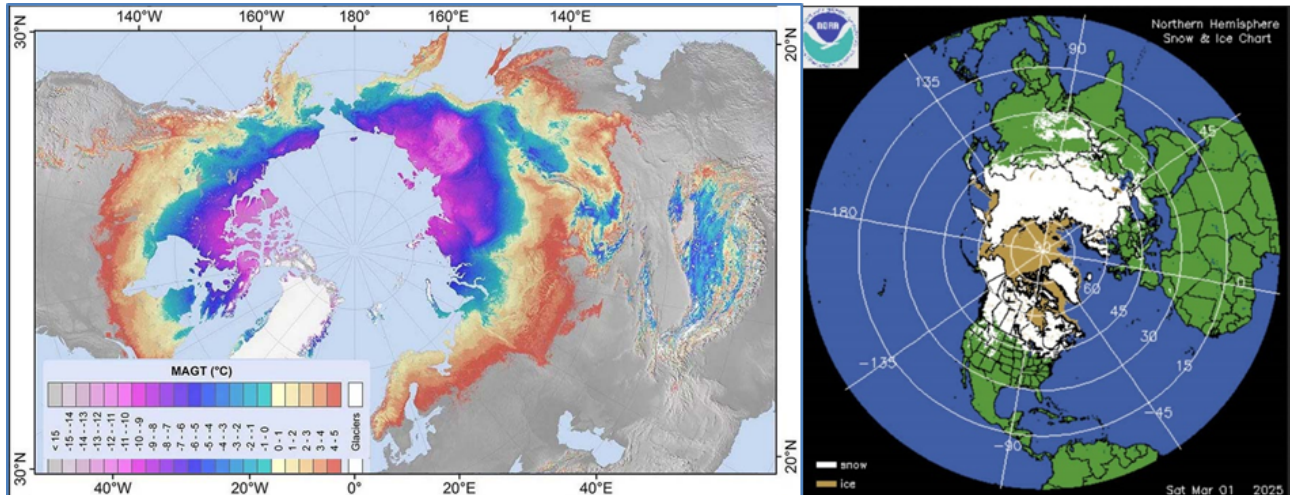 140°W 160°W 180° 160°E 140°E
30°N
20°N
MAGT (°C)
< 15
-15 - -14
-14 - -13
-13 - -12
-12 - -11
-11 - -10
-10 - -9
-9 - -8
-8 - -7
-7 - -6
-6 - -5
-5 - -4
-4 - -3
-3 - -2
-2 - -1
-1 - 0
0 - 1
1 - 2
2 - 3
3 - 4
4 - 5
Glaciers
30°N
20°N
40°W 20°W 0° 20°E 40°E
NOAA
Northern Hemisphere
Snow & Ice Chart
90
135
45
-180
90
0
60
45
30
15
-135
-45
-90
snow
ice
Sat Mar 01 2025